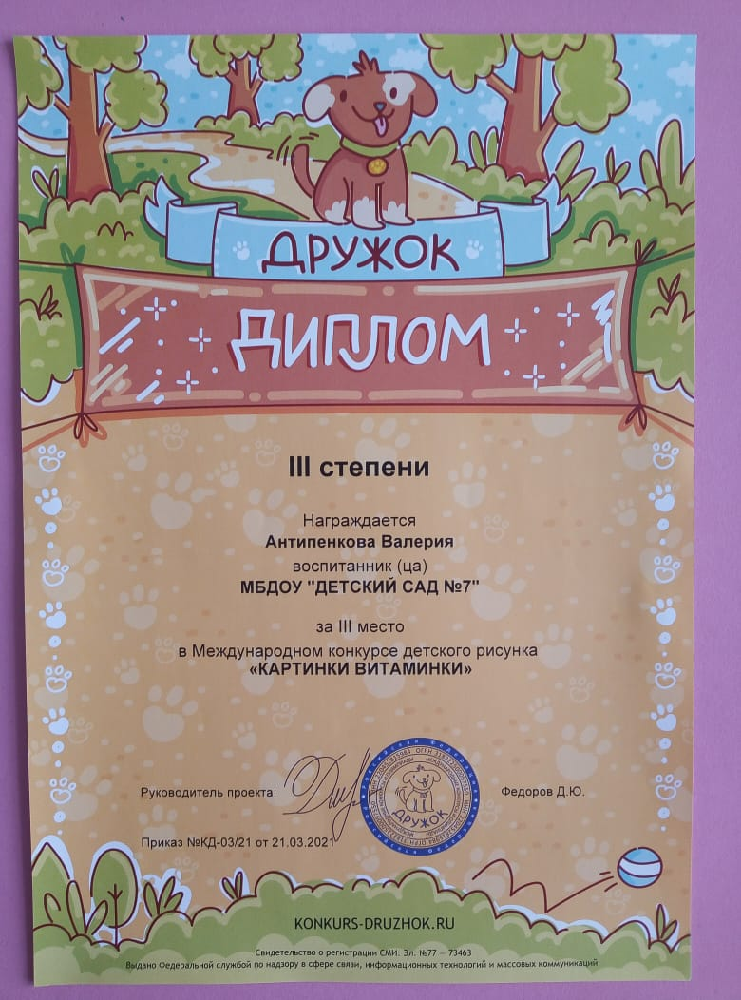 ДРУЖОК
ДИПЛОМ
III степени
Награждается
Антипенкова Валерия
воспитанник (ца)
МБДОУ "ДЕТСКИЙ САД №7"
за III место
в Международном конкурсе детского рисунка
«КАРТИНКИ ВИТАМИНКИ»
Руководитель проекта:
ДРУЖОК
Федоров Д.Ю.
Приказ №КД-03/21 от 21.03.2021
KONKURS-DRUZHOK.RU
Свидетельство о регистрации СМИ: Эл. №77 – 73463
Выдано Федеральной службой по надзору в сфере связи, информационных технологий и массовых коммуникаций.